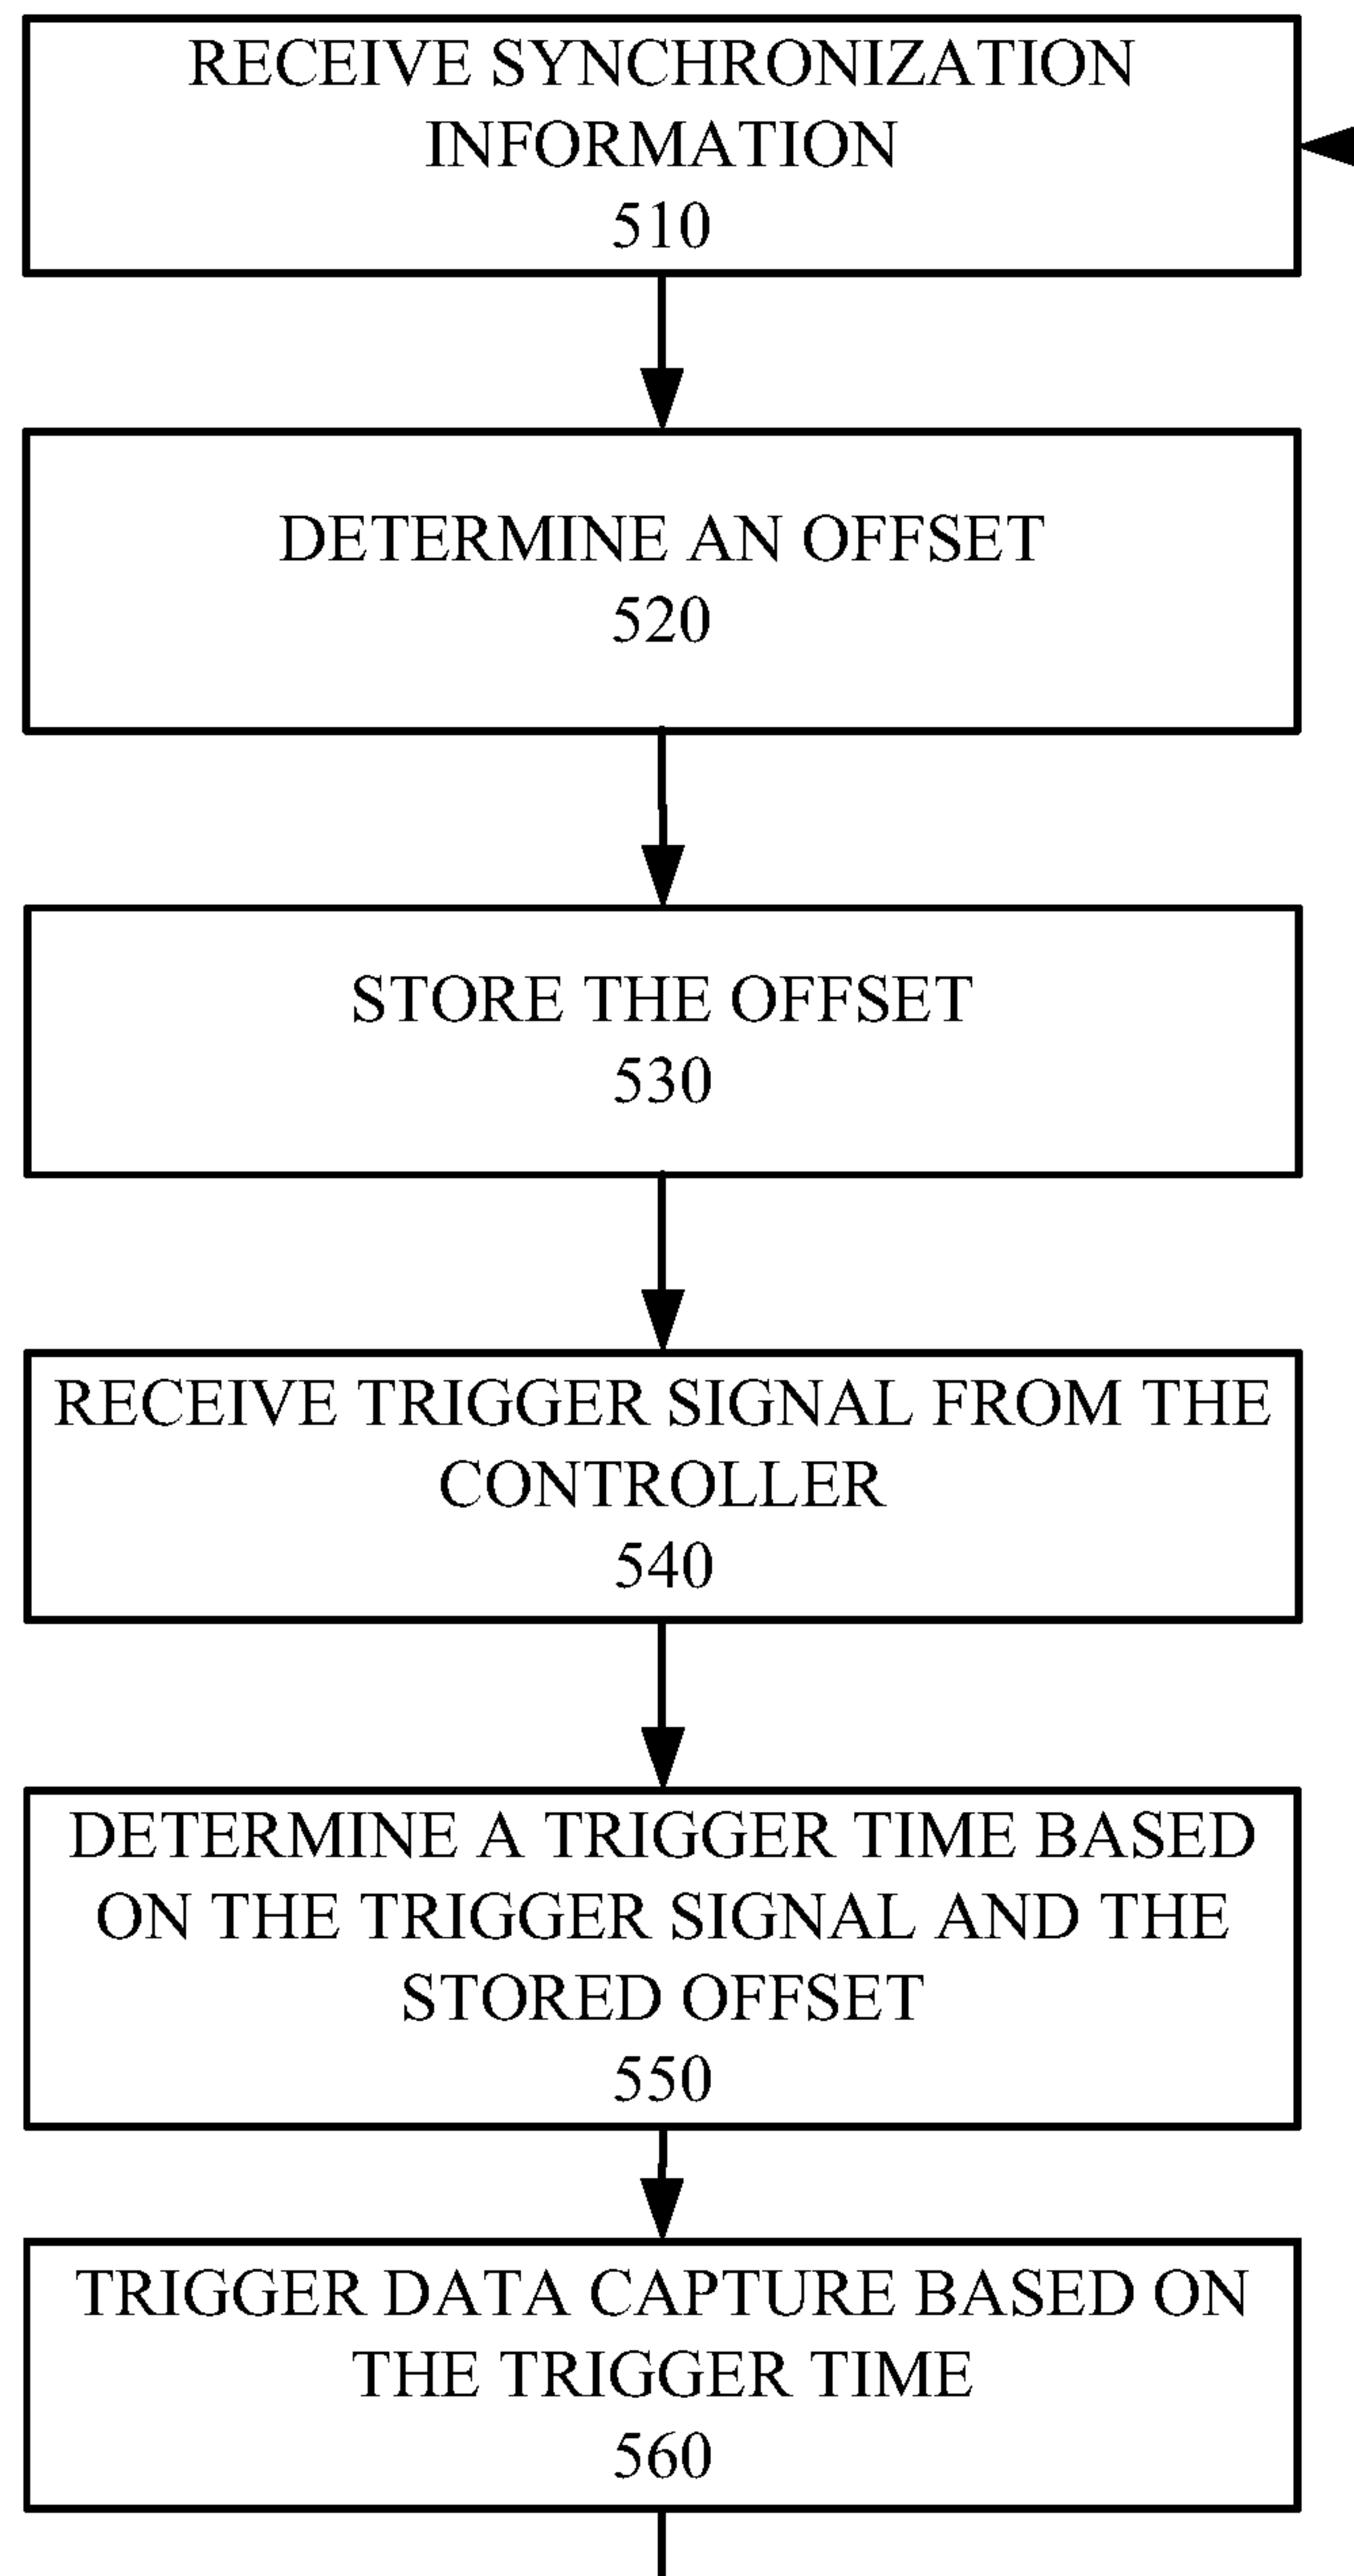 RECEIVE SYNCHRONIZATION
INFORMATION
510
DETERMINE AN OFFSET
520
STORE THE OFFSET
530
RECEIVE TRIGGER SIGNAL FROM THE
CONTROLLER
540
DETERMINE A TRIGGER TIME BASED
ON THE TRIGGER SIGNAL AND THE
STORED OFFSET
550
TRIGGER DATA CAPTURE BASED ON
THE TRIGGER TIME
560